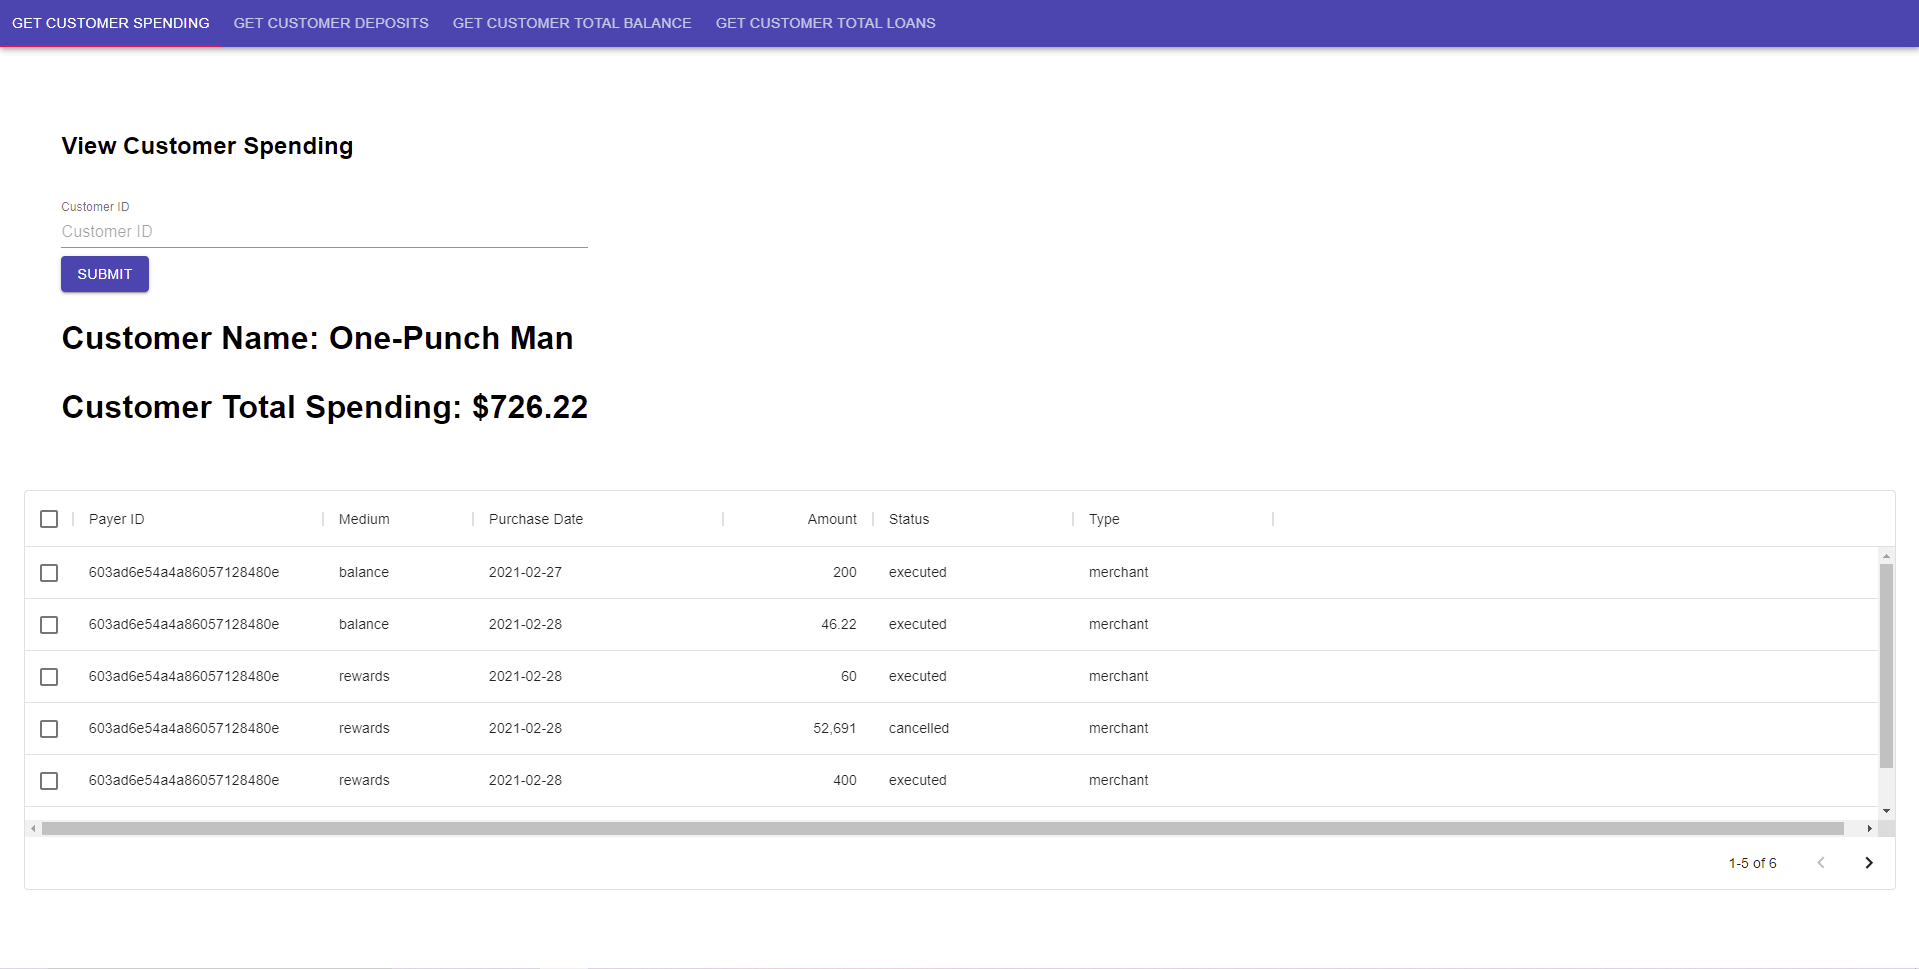 GET CUSTOMER SPENDING GET CUSTOMER DEPOSITS GET CUSTOMER TOTAL BALANCE GET CUSTOMER TOTAL LOANS
View Customer Spending
Customer ID
Customer ID
SUBMIT
Customer Name: One-Punch Man
Customer Total Spending: $726.22
Payer ID Medium Purchase Date Amount Status Type
603ad6e54a4a86057128480e balance 2021-02-27 200 executed merchant
603ad6e54a4a86057128480e balance 2021-02-28 46.22 executed merchant
603ad6e54a4a86057128480e rewards 2021-02-28 60 executed merchant
603ad6e54a4a86057128480e rewards 2021-02-28 52,691 cancelled merchant
603ad6e54a4a86057128480e rewards 2021-02-28 400 executed merchant
1-5 of 6